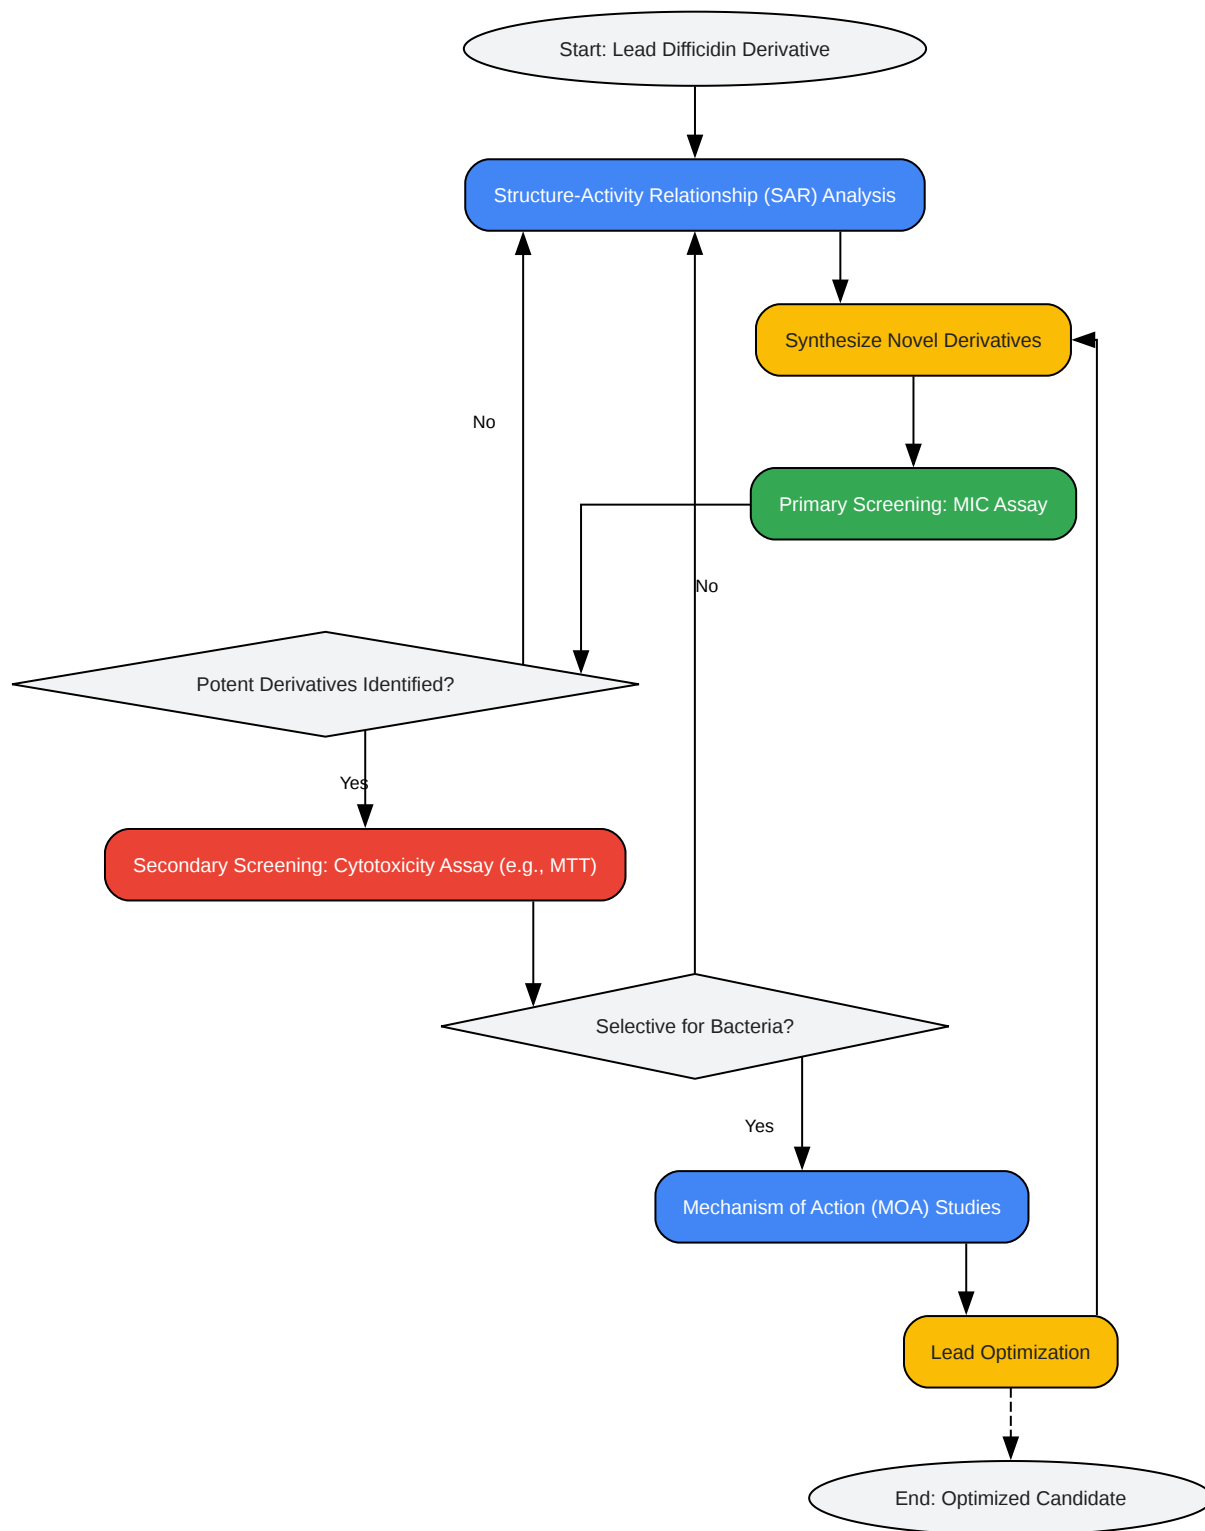 Start: Lead Difficidin Derivative
Structure-Activity Relationship (SAR) Analysis
Synthesize Novel Derivatives
No
Primary Screening: MIC Assay
No
Potent Derivatives Identified?
Yes
Secondary Screening: Cytotoxicity Assay (e.g., MTT)
Selective for Bacteria?
Yes
Mechanism of Action (MOA) Studies
Lead Optimization
End: Optimized Candidate